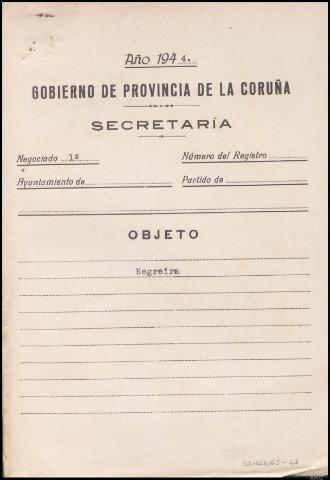 Año 1944.
GOBIERNO DE PROVINCIA DE LA CORUÑA
SECRETARÍA
Negociado 1º Número del Registro
Ayuntamiento de Partido de
OBJETO
Negreira